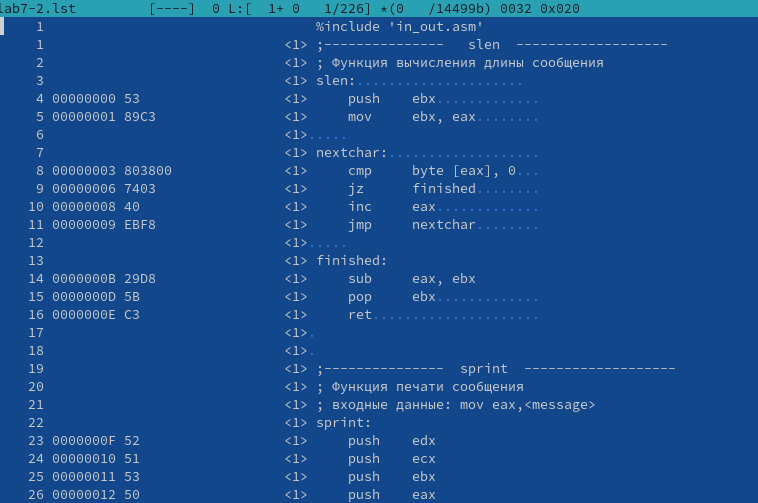 lab7-2.lst         [----]  0 L:[  1+ 0   1/226] *(0   /14499b) 0032 0x020
     1                                  %include 'in_out.asm'
     1                              <1> ;---------------   slen  -------------------
     2                              <1> ; Функция вычисления длины сообщения
     3                              <1> slen:.....................
     4 00000000 53                  <1>     push    ebx.............
     5 00000001 89C3                <1>     mov     ebx, eax........
     6                              <1>.....
     7                              <1> nextchar:...................
     8 00000003 803800              <1>     cmp     byte [eax], 0...
     9 00000006 7403                <1>     jz      finished........
    10 00000008 40                  <1>     inc     eax.............
    11 00000009 EBF8                <1>     jmp     nextchar........
    12                              <1>.....
    13                              <1> finished:
    14 0000000B 29D8                <1>     sub     eax, ebx
    15 0000000D 5B                  <1>     pop     ebx.............
    16 0000000E C3                  <1>     ret.....................
    17                              <1>.
    18                              <1>.
    19                              <1> ;---------------  sprint  -------------------
    20                              <1> ; Функция печати сообщения
    21                              <1> ; входные данные: mov eax,<message>
    22                              <1> sprint:
    23 0000000F 52                  <1>     push    edx
    24 00000010 51                  <1>     push    ecx
    25 00000011 53                  <1>     push    ebx
    26 00000012 50                  <1>     push    eax